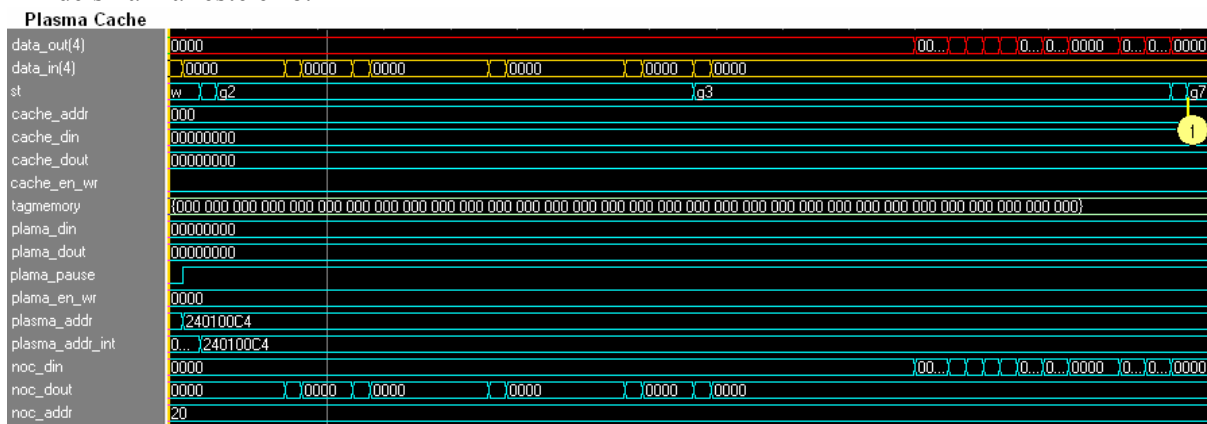 Plasma Cache
data_out(4) 0000 00... 0... 0... 0000 0... 0... 0000
data_in(4) 0000 0000 0000 0000 0000 0000
st w g2 g3 g7
cache_addr 000
cache_din 00000000 1
cache_dout 00000000
cache_en_wr
tagmemory {000 000 000 000 000 000 000 000 000 000 000 000 000 000 000 000 000 000 000 000 000 000 000 000 000 000 000 000 000 000 000 000}
plama_din 00000000
plama_dout 00000000
plama_pause
plama_en_wr 0000
plasma_addr 240100C4
plasma_addr_int 0... 240100C4
noc_din 0000 00... 0... 0... 0000 0... 0... 0000
noc_dout 0000 0000 0000 0000 0000 0000
noc_addr 20